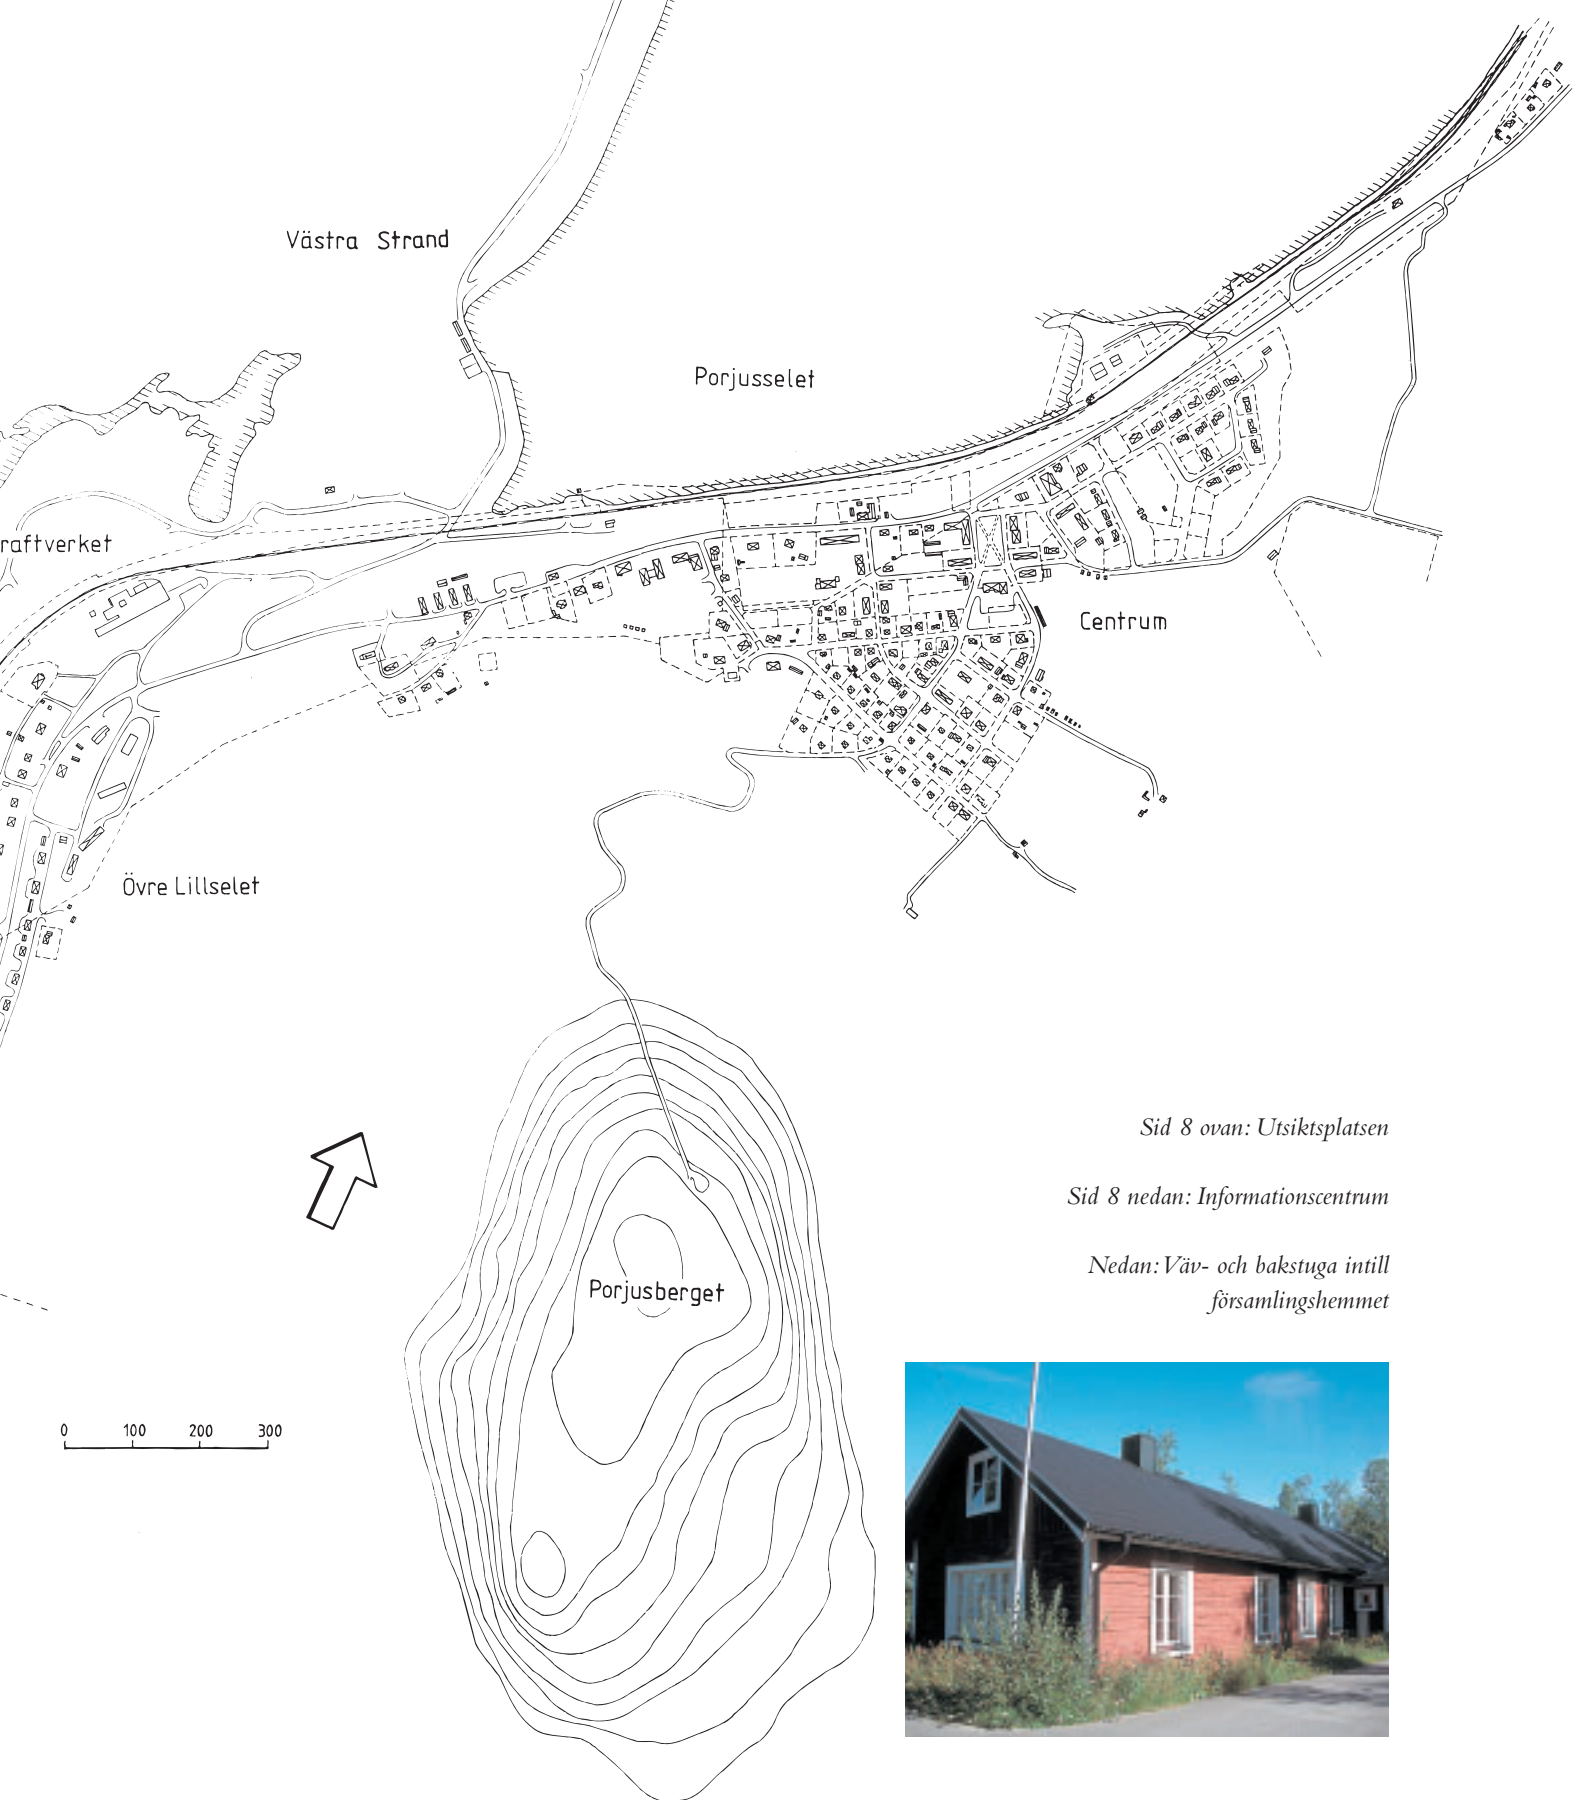 Västra Strand
Porjusselet
raftverket
Centrum
Övre Lillselet
Sid 8 ovan: Utsiktsplatsen
Sid 8 nedan: Informationscentrum
Porjusberget
Nedan: Väv- och bakstuga intill
församlingshemmet
0 100 200 300